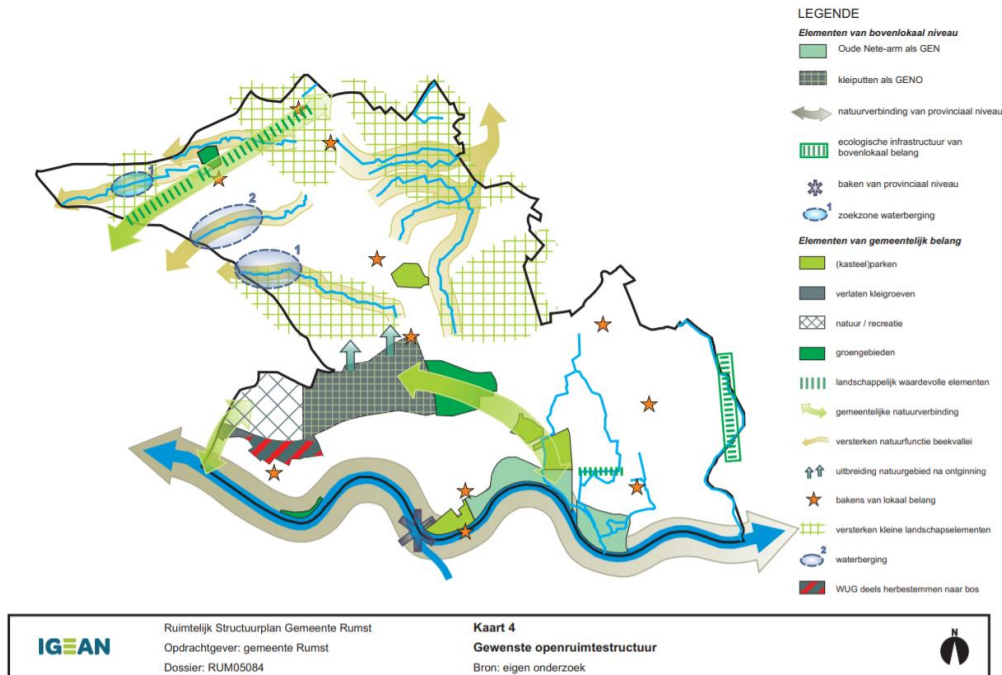 LEGENDE
Elementen van bovenlokaal niveau
Oude Nete-arm als GEN
kleiputten als GENO
natuurverbinding van provinciaal niveau
ecologische infrastructuur van
bovenlokaal belang
baken van provinciaal niveau
1
zoekzone waterberging
Elementen van gemeentelijk belang
(kasteel)parken
verlaten kleigroeven
natuur / recreatie
groengebieden
landschappelijk waardevolle elementen
gemeentelijke natuurverbinding
versterken natuurfunctie beekvallei
uitbreiding natuurgebied na ontginning
bakens van lokaal belang
versterken kleine landschapselementen
2
waterberging
WUG deels herbestemmen naar bos
1
2
1
IGEAN
Ruimtelijk Structuurplan Gemeente Rumst
Opdrachtgever: gemeente Rumst
Dossier: RUM05084
Kaart 4
Gewenste openruimtestructuur
Bron: eigen onderzoek
N